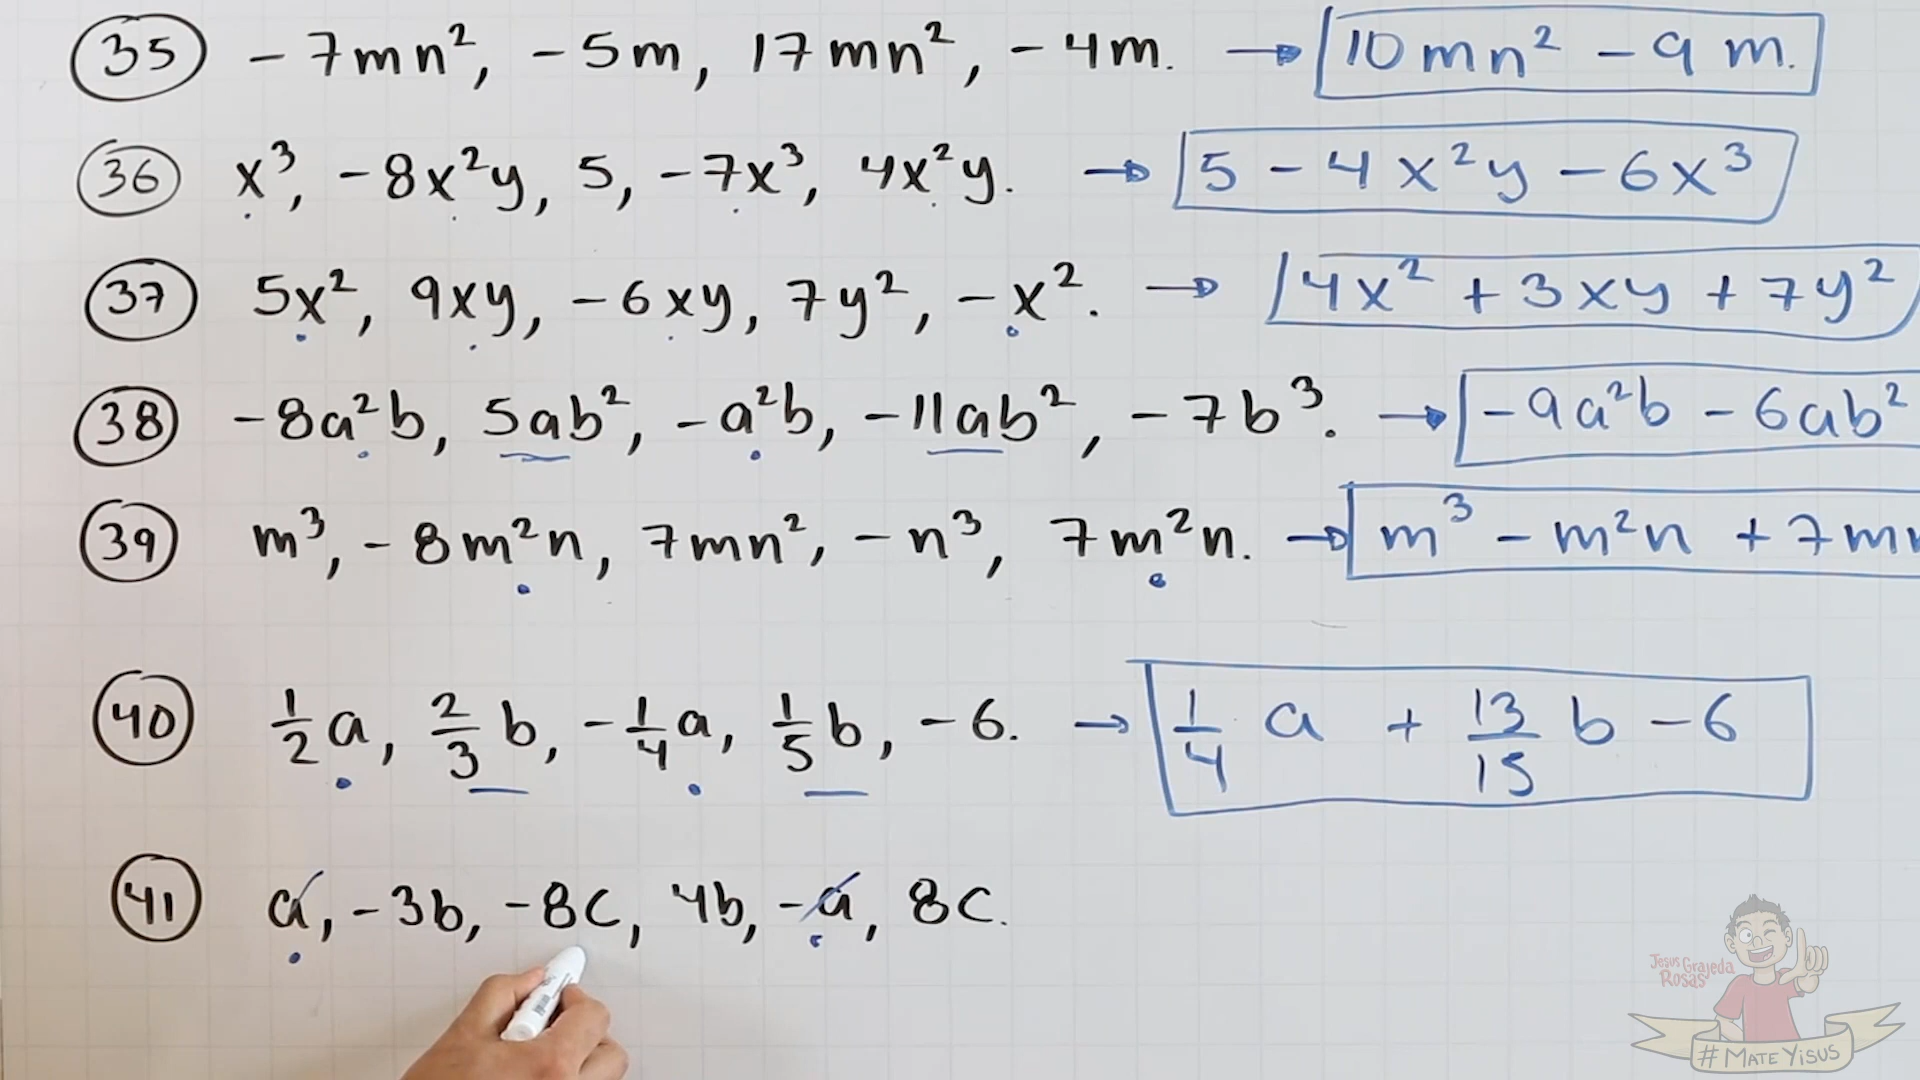 35 -7mn², -5m, 17mn², -4m. → 10mn² - 9m.
36 x³, -8x²y, 5, -7x³, 4x²y. → 5 - 4x²y - 6x³
37 5x², 9xy, -6xy, 7y², -x². → 4x² + 3xy + 7y²
38 -8a²b, 5ab², -a²b, -11ab², -7b³. → -9a²b - 6ab²
39 m³, -8m²n, 7mn², -n³, 7m²n. → m³ - m²n + 7m
40 1/2 a, 2/3 b, -1/4 a, 1/5 b, -6. → 1/4 a + 13/15 b - 6
41 a, -3b, -8c, 4b, -a, 8c.
Jesus Grajeda
Rosas
#MATEYISUS